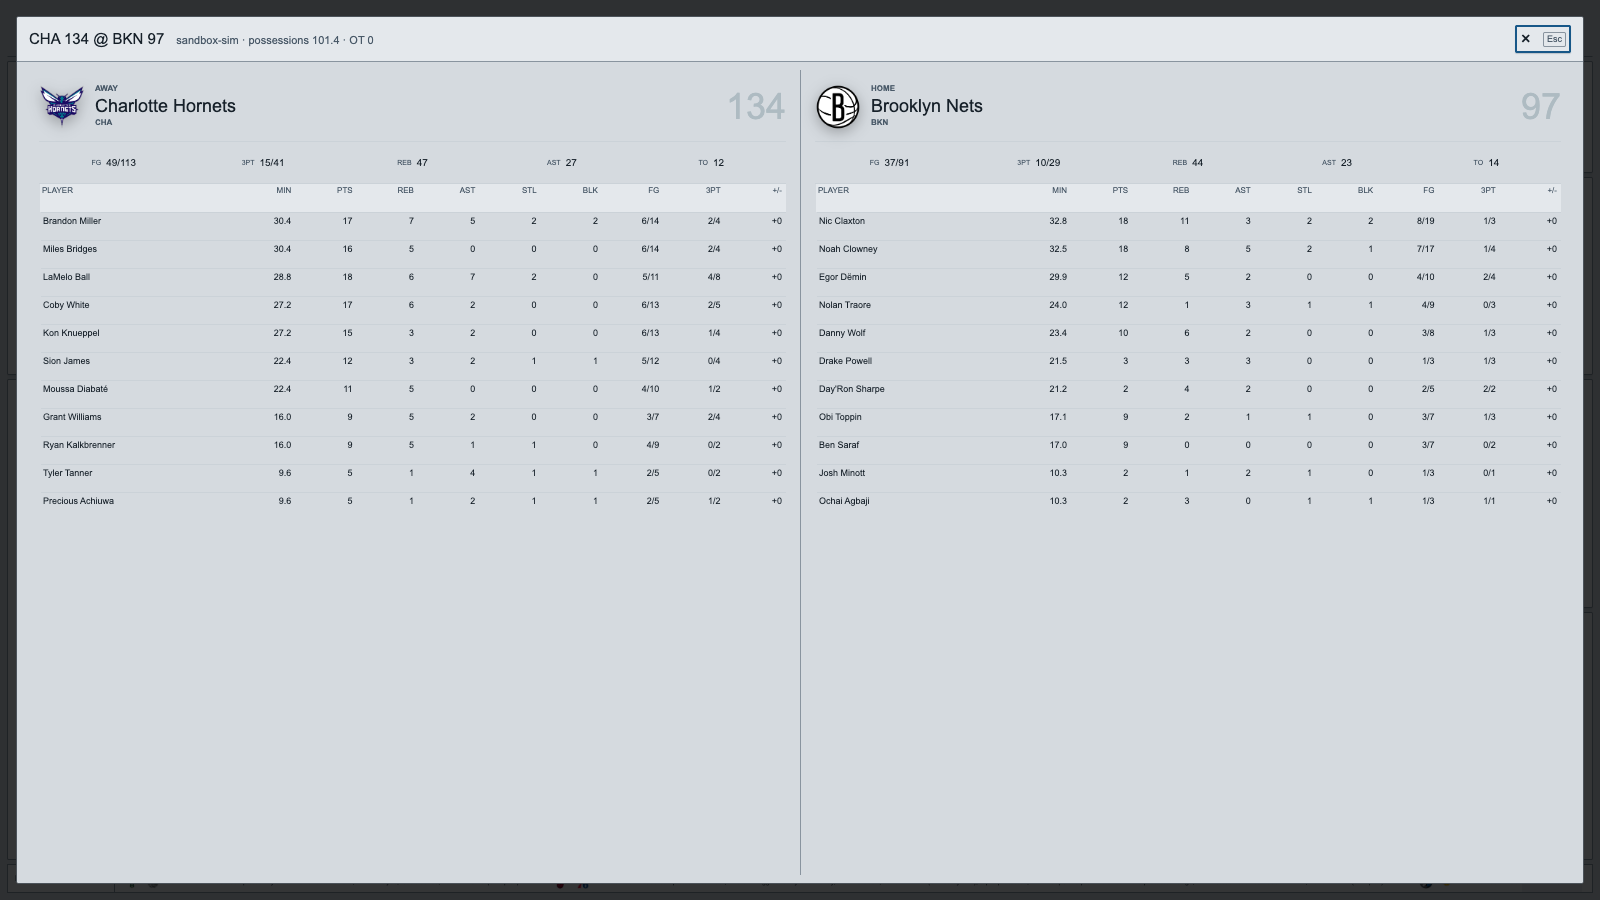 CHA 134 @ BKN 97 sandbox-sim · possessions 101.4 · OT 0
✕ Esc
AWAY
Charlotte Hornets
CHA
134
FG 49/113 3PT 15/41 REB 47 AST 27 TO 12
PLAYER MIN PTS REB AST STL BLK FG 3PT +/-
Brandon Miller 30.4 17 7 5 2 2 6/14 2/4 +0
Miles Bridges 30.4 16 5 0 0 0 6/14 2/4 +0
LaMelo Ball 28.8 18 6 7 2 0 5/11 4/8 +0
Coby White 27.2 17 6 2 0 0 6/13 2/5 +0
Kon Knueppel 27.2 15 3 2 0 0 6/13 1/4 +0
Sion James 22.4 12 3 2 1 1 5/12 0/4 +0
Moussa Diabaté 22.4 11 5 0 0 0 4/10 1/2 +0
Grant Williams 16.0 9 5 2 0 0 3/7 2/4 +0
Ryan Kalkbrenner 16.0 9 5 1 1 0 4/9 0/2 +0
Tyler Tanner 9.6 5 1 4 1 1 2/5 0/2 +0
Precious Achiuwa 9.6 5 1 2 1 1 2/5 1/2 +0
HORNETS
HOME
Brooklyn Nets
BKN
97
B
FG 37/91 3PT 10/29 REB 44 AST 23 TO 14
PLAYER MIN PTS REB AST STL BLK FG 3PT +/-
Nic Claxton 32.8 18 11 3 2 2 8/19 1/3 +0
Noah Clowney 32.5 18 8 5 2 1 7/17 1/4 +0
Egor Dëmin 29.9 12 5 2 0 0 4/10 2/4 +0
Nolan Traore 24.0 12 1 3 1 1 4/9 0/3 +0
Danny Wolf 23.4 10 6 2 0 0 3/8 1/3 +0
Drake Powell 21.5 3 3 3 0 0 1/3 1/3 +0
Day'Ron Sharpe 21.2 2 4 2 0 0 2/5 2/2 +0
Obi Toppin 17.1 9 2 1 1 0 3/7 1/3 +0
Ben Saraf 17.0 9 0 0 0 0 3/7 0/2 +0
Josh Minott 10.3 2 1 2 1 0 1/3 0/1 +0
Ochai Agbaji 10.3 2 3 0 1 1 1/3 1/1 +0